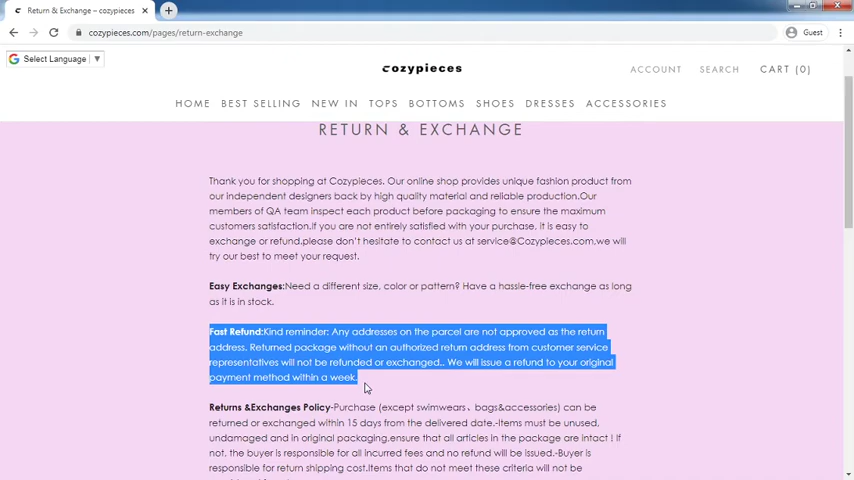 Return & Exchange – cozypieces.com
cozypieces.com/pages/return-exchange
Guest
Select Language
cozypieces
ACCOUNT SEARCH CART (0)
HOME BEST SELLING NEW IN TOPS BOTTOMS SHOES DRESSES ACCESSORIES
RETURN & EXCHANGE
Thank you for shopping at Cozypieces. Our online shop provides unique fashion product from
our independent designers back by high quality material and reliable production.Our
members of QA team inspect each product before packaging to ensure the maximum
customers satisfaction.If you are not entirely satisfied with your purchase, it is easy to
exchange or refund.please don't hesitate to contact us at service@Cozypieces.com.we will
try our best to meet your request.
Easy Exchanges:Need a different size, color or pattern? Have a hassle-free exchange as long
as it is in stock.
Fast Refund:Kind reminder: Any addresses on the parcel are not approved as the return
address. Returned package without an authorized return address from customer service
representatives will not be refunded or exchanged.. We will issue a refund to your original
payment method within a week.
Returns &Exchanges Policy-Purchase (except swimwears、bags&accessories) can be
returned or exchanged within 15 days from the delivered date.-Items must be unused,
undamaged and in original packaging,ensure that all articles in the package are intact ! If
not, the buyer is responsible for all incurred fees and no refund will be issued.-Buyer is
responsible for return shipping cost.Items that do not meet these criteria will not be